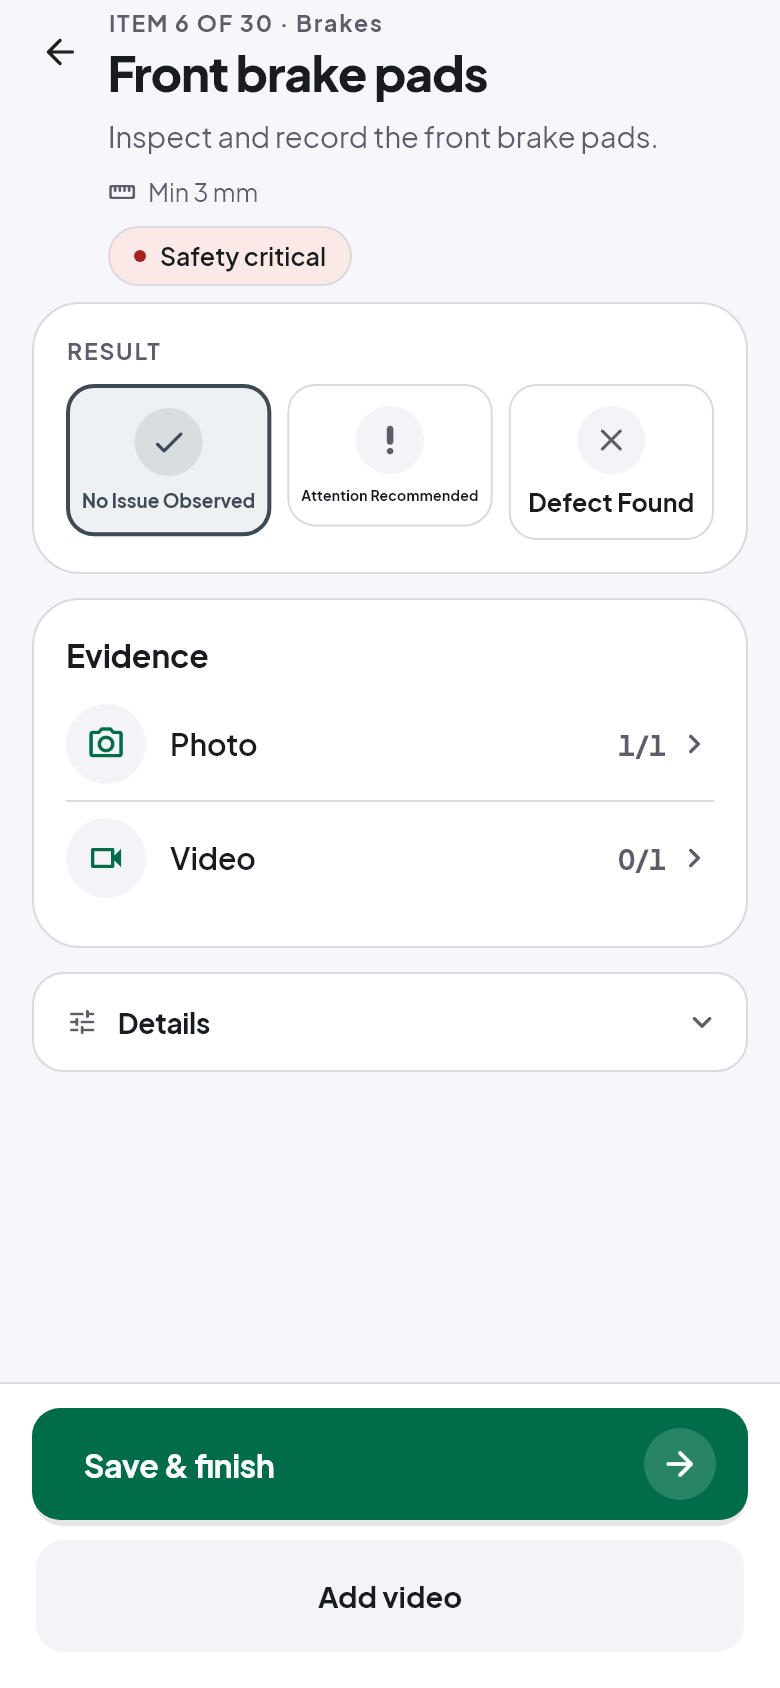 ITEM 6 OF 30 · Brakes
Front brake pads
Inspect and record the front brake pads.
Min 3 mm
Safety critical
RESULT
No Issue Observed
Attention Recommended
Defect Found
Evidence
Photo 1/1
Video 0/1
Details
Save & finish
Add video